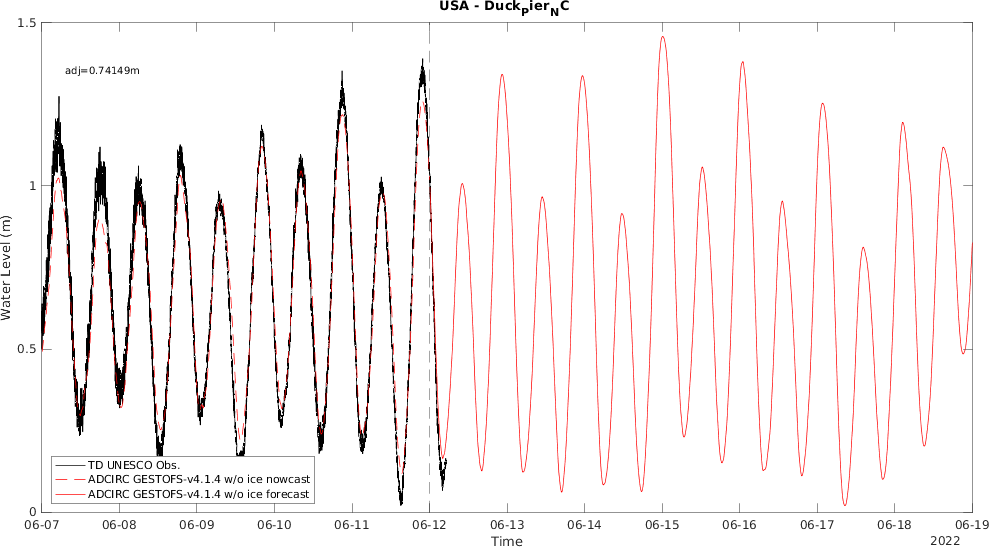 USA - DuckPierNC
1.5
adj=0.74149m
1
Water Level (m)
0.5
TD UNESCO Obs.
ADCIRC GESTOFS-v4.1.4 w/o ice nowcast
ADCIRC GESTOFS-v4.1.4 w/o ice forecast
0
06-07 06-08 06-09 06-10 06-11 06-12 06-13 06-14 06-15 06-16 06-17 06-18 06-19
Time
2022